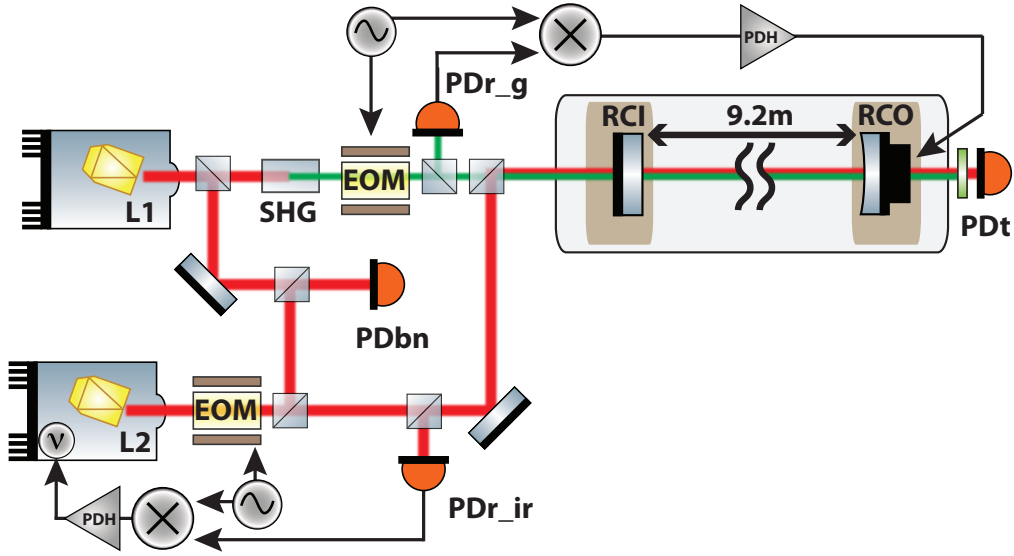 PDH
PDr_g
RCI
9.2m
RCO
L1
SHG
EOM
PDt
PDbn
EOM
L2
ν
PDr_ir
PDH